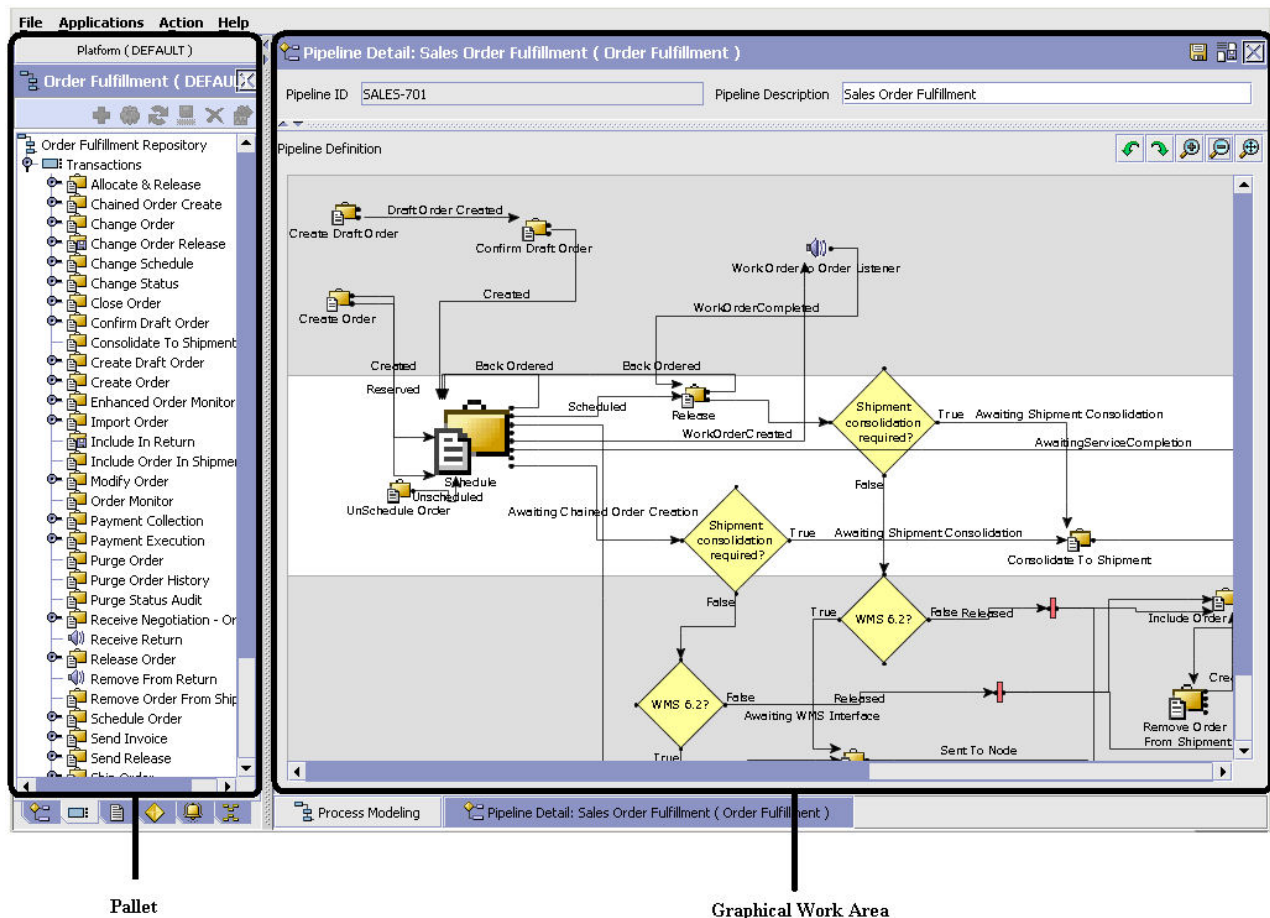 File Applications Action Help
Platform ( DEFAULT )
Order Fulfillment ( DEFAU
Order Fulfillment Repository
Transactions
Allocate & Release
Chained Order Create
Change Order
Change Order Release
Change Schedule
Change Status
Close Order
Confirm Draft Order
Consolidate To Shipment
Create Draft Order
Create Order
Enhanced Order Monitor
Import Order
Include In Return
Include Order In Shipme
Modify Order
Order Monitor
Payment Collection
Payment Execution
Purge Order
Purge Order History
Purge Status Audit
Receive Negotiation - Or
Receive Return
Release Order
Remove From Return
Remove Order From Ship
Schedule Order
Send Invoice
Send Release
Ship Order
Pipeline Detail: Sales Order Fulfillment ( Order Fulfillment )
Pipeline ID SALES-701 Pipeline Description Sales Order Fulfillment
Pipeline Definition
Draft Order Created
Create Draft Order
Confirm Draft Order
Work Order to Order Listener
Created
Create Order
WorkOrderCompleted
Created
Back Ordered
Back Ordered
Reserved
Scheduled
Release
Shipment
consolidation
required?
True
Awaiting Shipment Consolidation
WorkOrderCreated
AwaitingServiceCompletion
Schedule
Unscheduled
UnSchedule Order
False
Awaiting Chained Order Creation
Shipment
consolidation
required?
True
Awaiting Shipment Consolidation
Consolidate To Shipment
False
True
WMS 6.2?
False
Released
Include Order
WMS 6.2?
False
Released
Awaiting WMS Interface
Crea
Remove Order
From Shipment
True
Sent To Node
Process Modeling
Pipeline Detail: Sales Order Fulfillment ( Order Fulfillment )
Pallet
Graphical Work Area